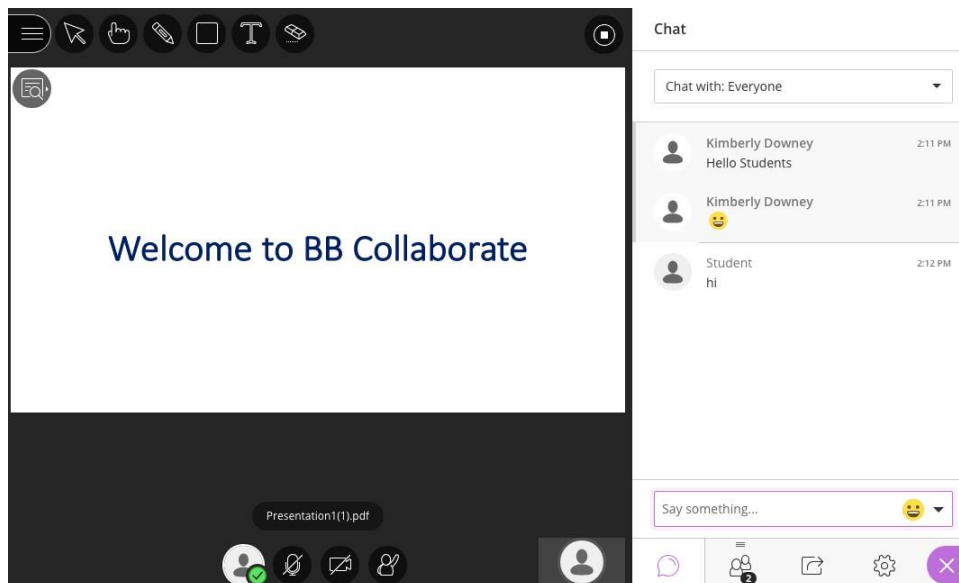 Chat
Chat with: Everyone
Kimberly Downey 2:11 PM
Hello Students
Kimberly Downey 2:11 PM
Student 2:12 PM
hi
Welcome to BB Collaborate
Presentation1(1).pdf
Say something...
2